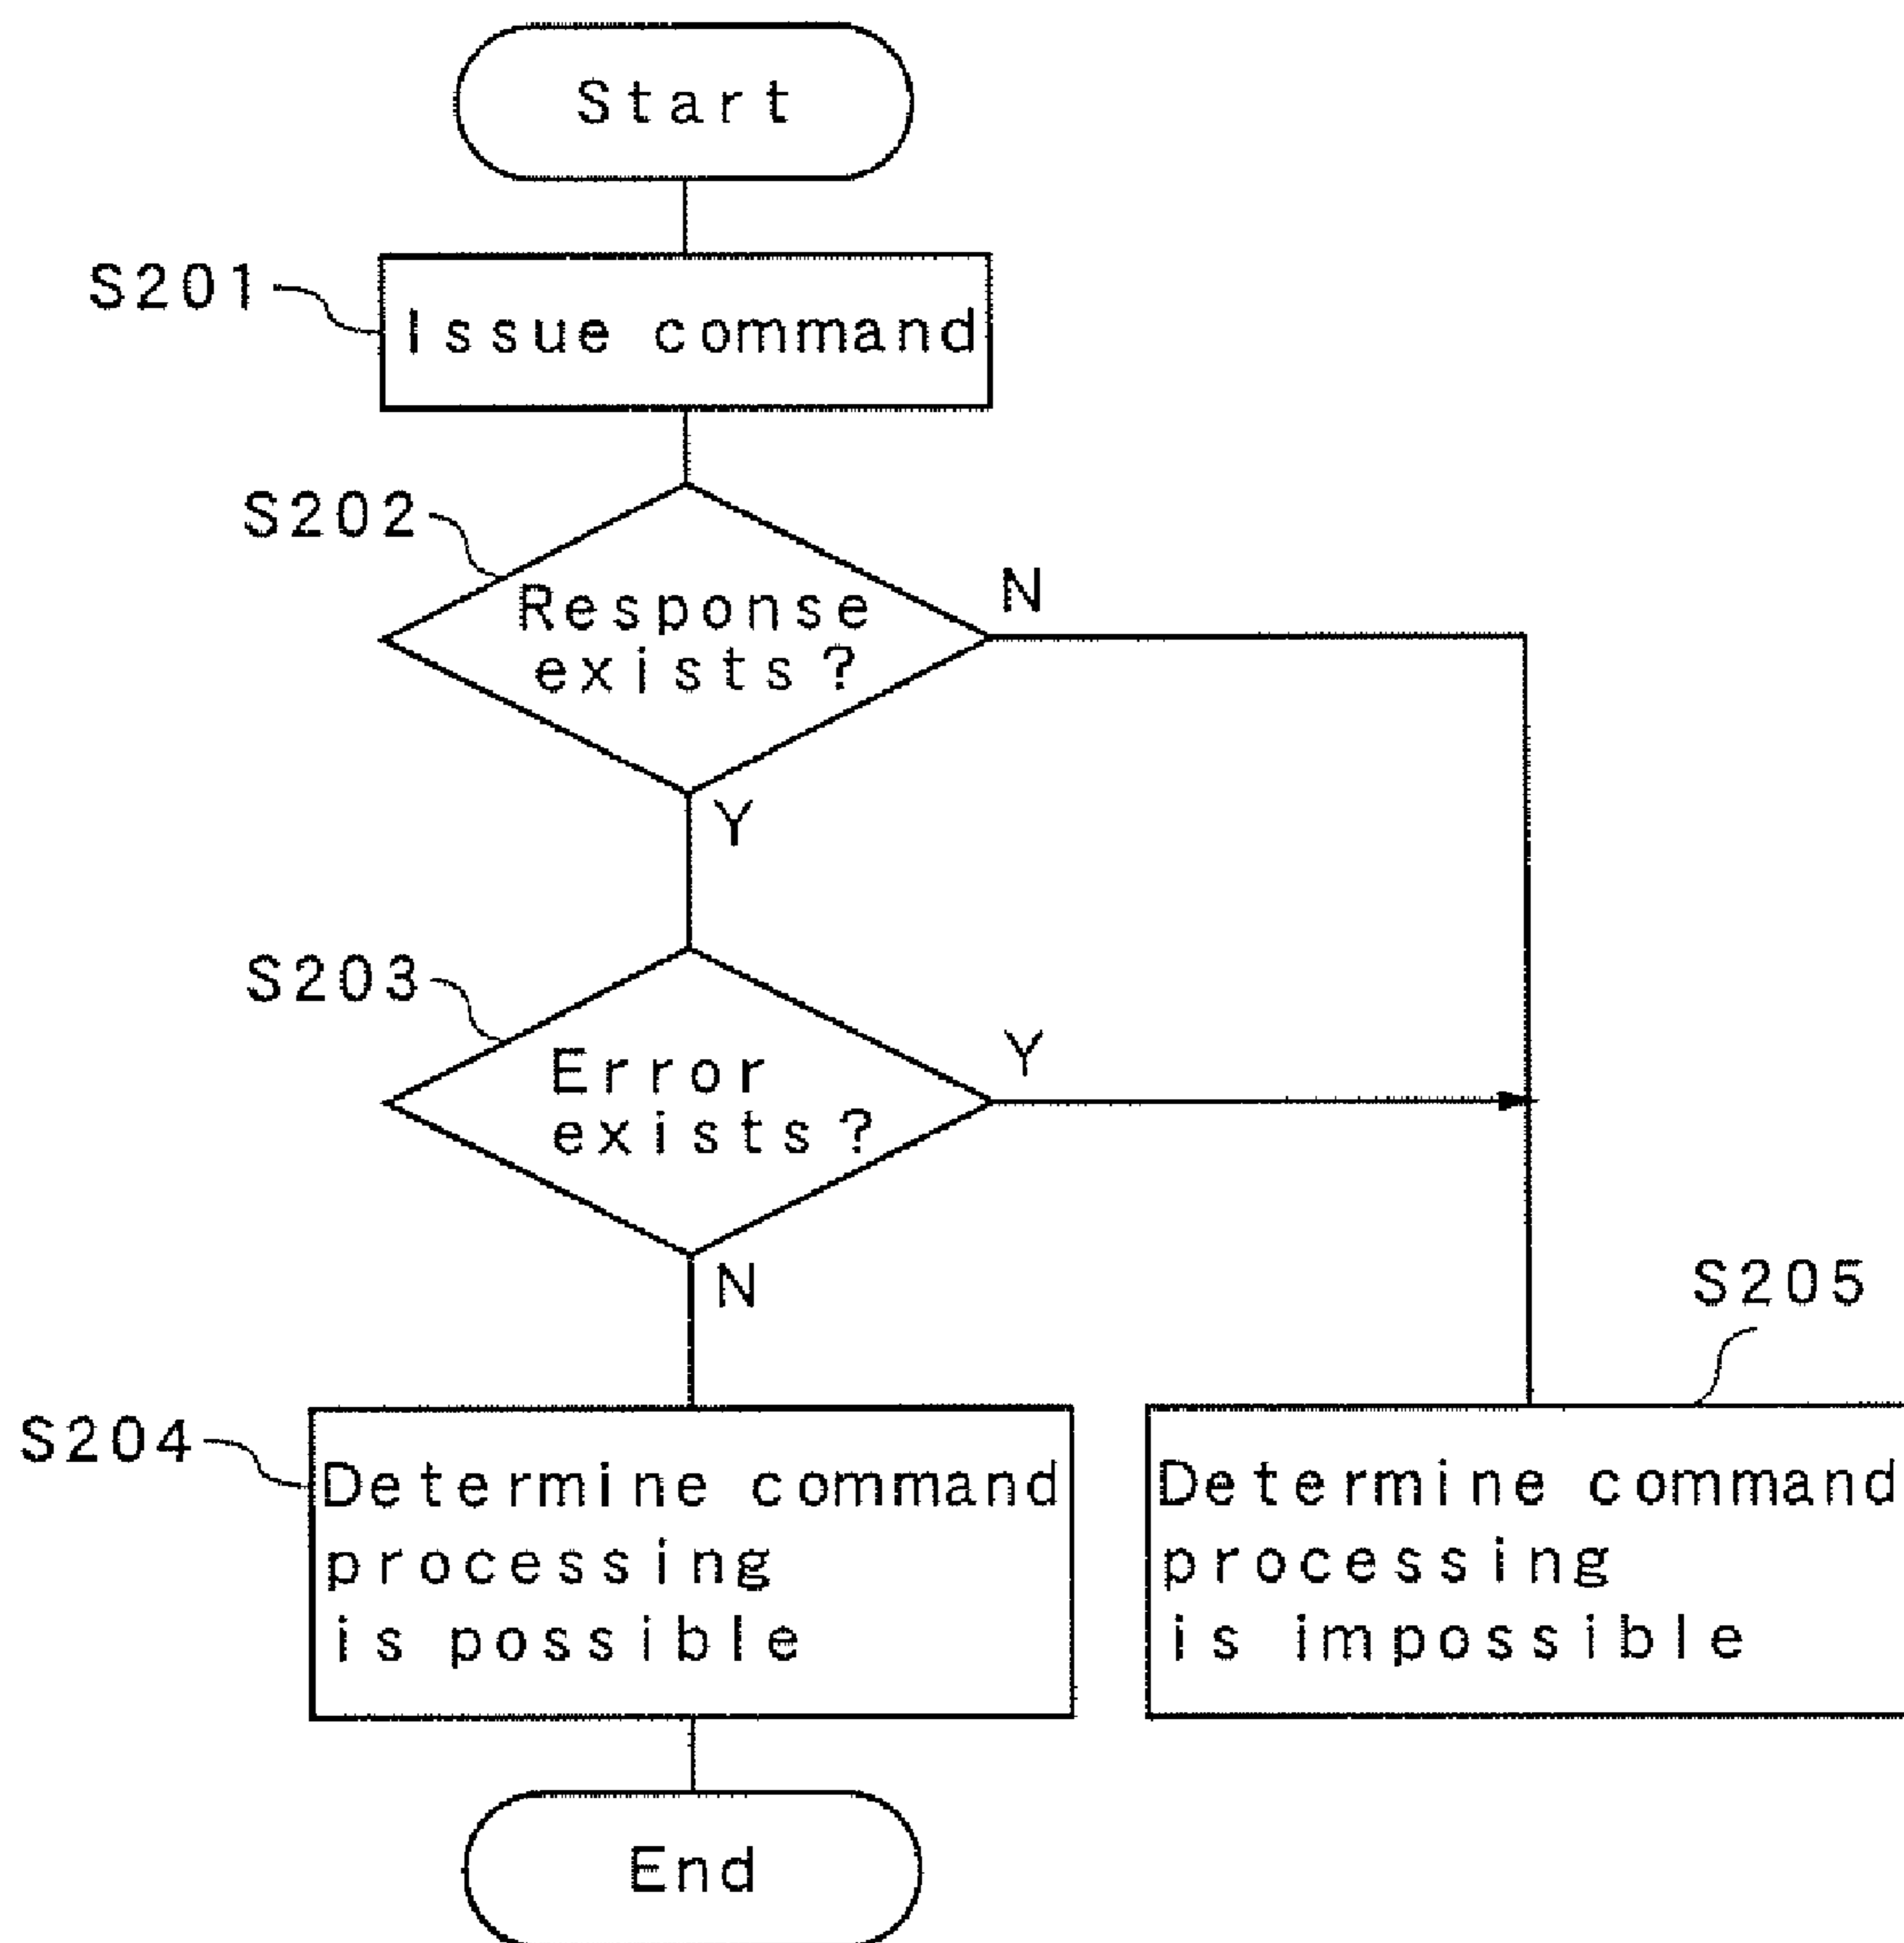 Start
S201
Issue command
S202
Response
exists?
N
Y
S203
Error
exists?
Y
N
S204
Determine command
processing
is possible
S205
Determine command
processing
is impossible
End